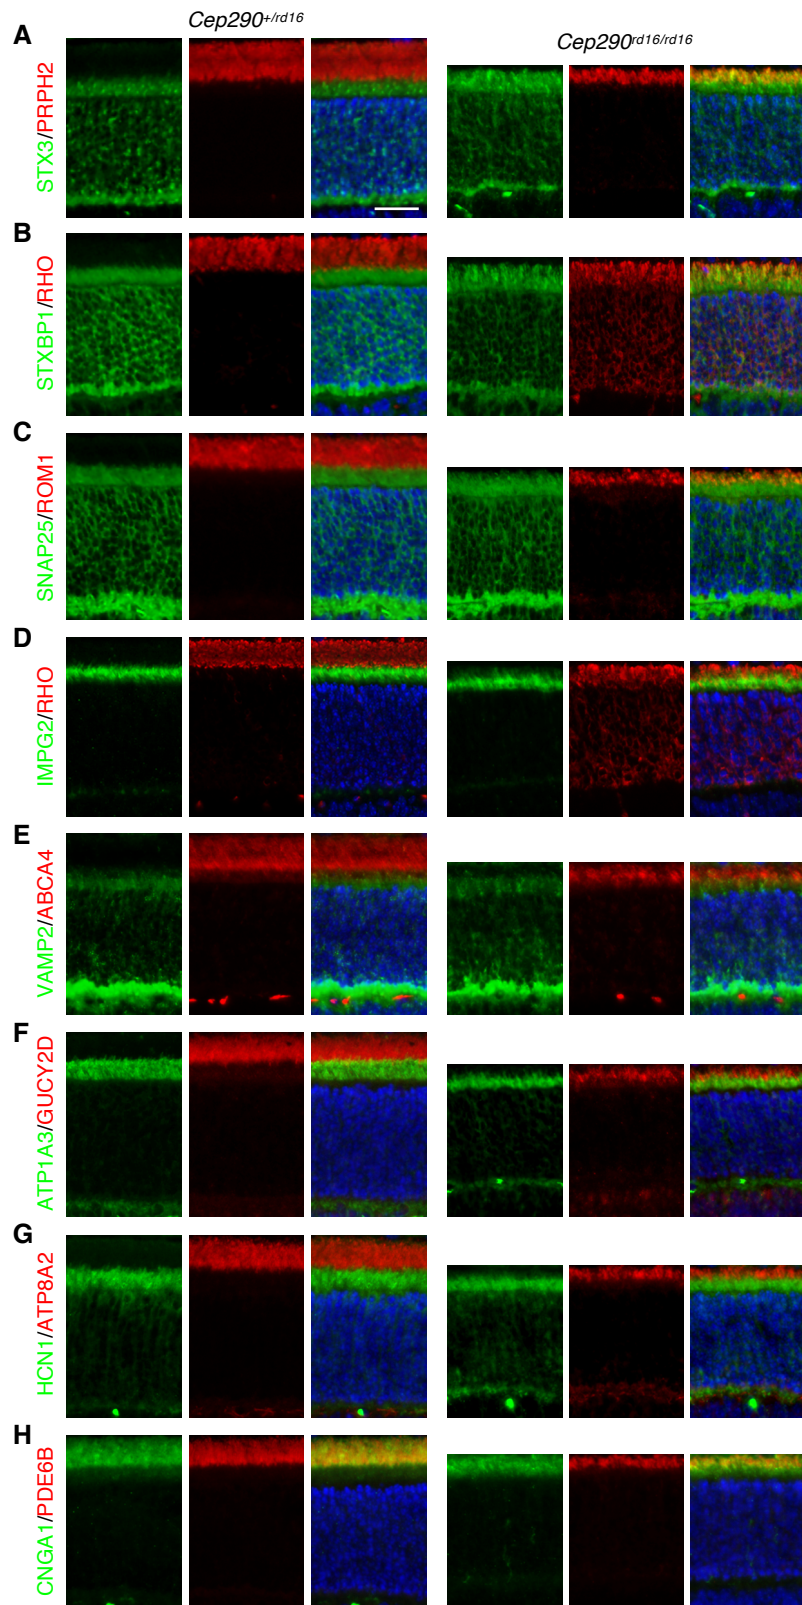 Cep290+/rd16
Cep290rd16/rd16
A
STX3/PRPH2
B
STXBP1/RHO
C
SNAP25/ROM1
D
IMPG2/RHO
E
VAMP2/ABCA4
F
ATP1A3/GUCY2D
G
HCN1/ATP8A2
H
CNGA1/PDE6B